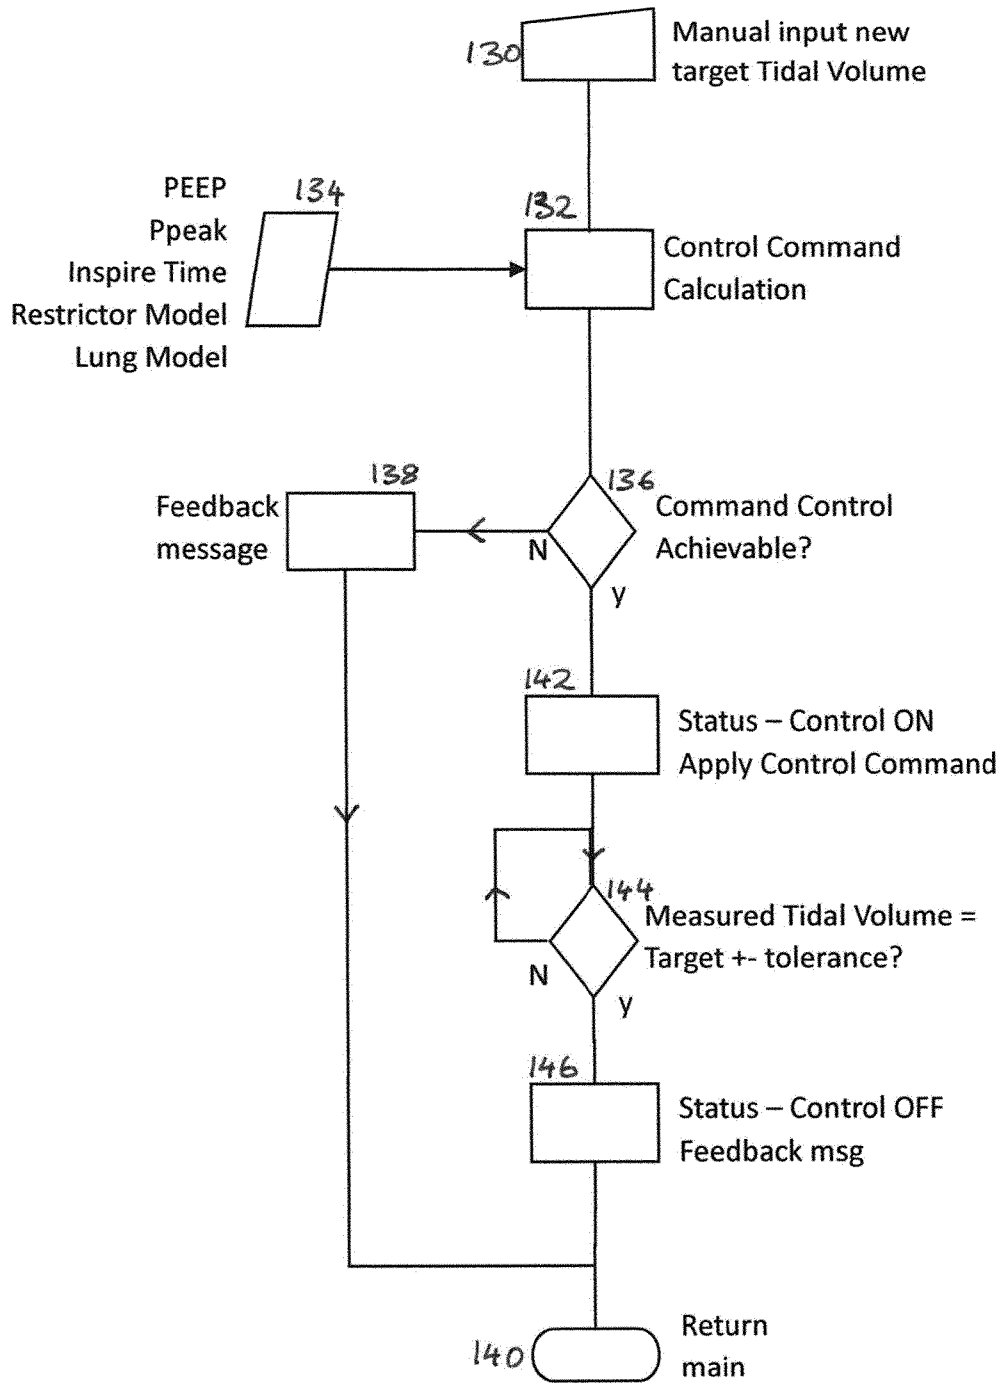 130
Manual input new
target Tidal Volume
134
PEEP
Ppeak
Inspire Time
Restrictor Model
Lung Model
132
Control Command
Calculation
136
Command Control
Achievable?
N
y
138
Feedback
message
142
Status – Control ON
Apply Control Command
144
Measured Tidal Volume =
Target +- tolerance?
N
y
146
Status – Control OFF
Feedback msg
140
Return
main